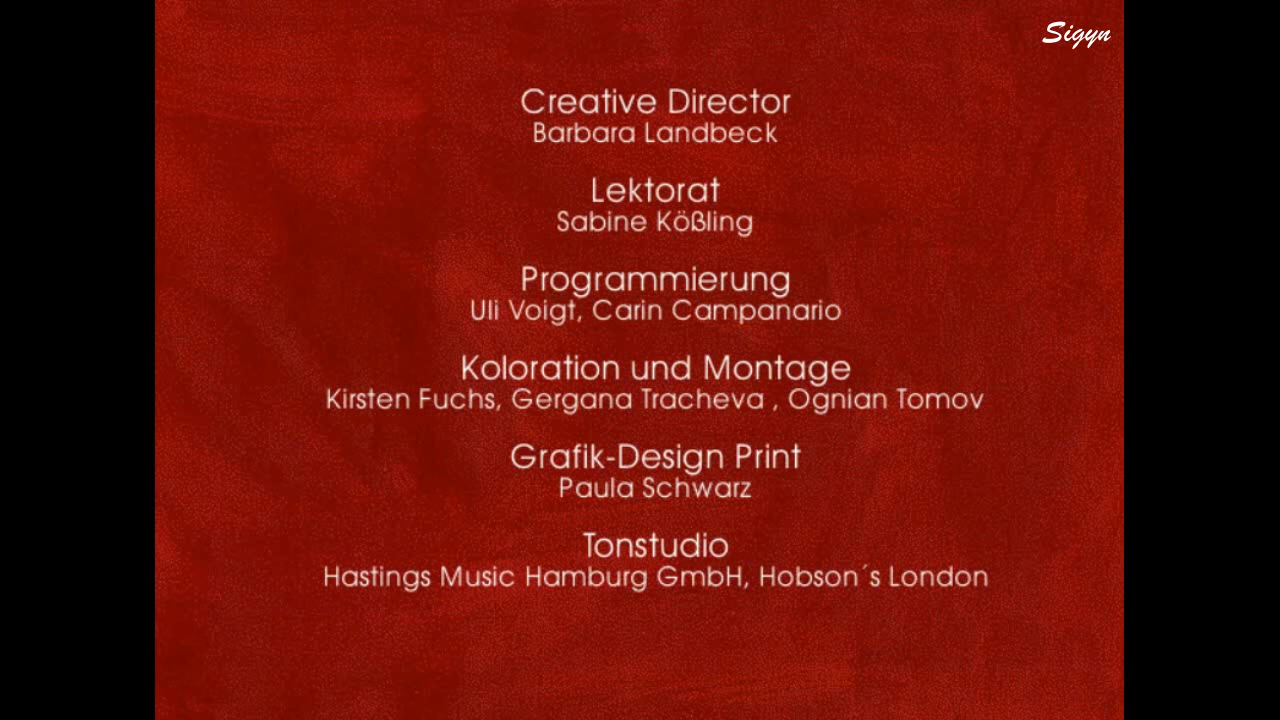 Sigyn
Creative Director
Barbara Landbeck
Lektorat
Sabine Kößling
Programmierung
Uli Voigt, Carin Campanario
Koloration und Montage
Kirsten Fuchs, Gergana Tracheva , Ognian Tomov
Grafik-Design Print
Paula Schwarz
Tonstudio
Hastings Music Hamburg GmbH, Hobson´s London